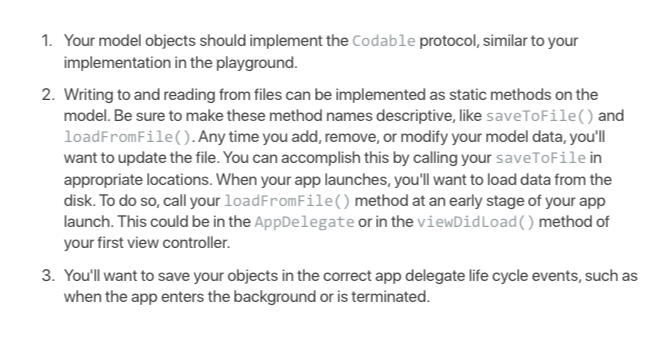 1. Your model objects should implement the Codable protocol, similar to your
implementation in the playground.
2. Writing to and reading from files can be implemented as static methods on the
model. Be sure to make these method names descriptive, like saveToFile() and
loadFromFile(). Any time you add, remove, or modify your model data, you'll
want to update the file. You can accomplish this by calling your saveToFile in
appropriate locations. When your app launches, you'll want to load data from the
disk. To do so, call your loadFromFile() method at an early stage of your app
launch. This could be in the AppDelegate or in the viewDidLoad() method of
your first view controller.
3. You'll want to save your objects in the correct app delegate life cycle events, such as
when the app enters the background or is terminated.